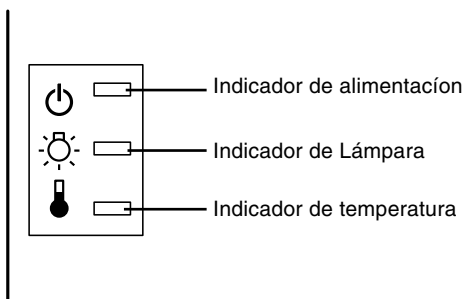 Indicador de alimentacíon
Indicador de Lámpara
Indicador de temperatura